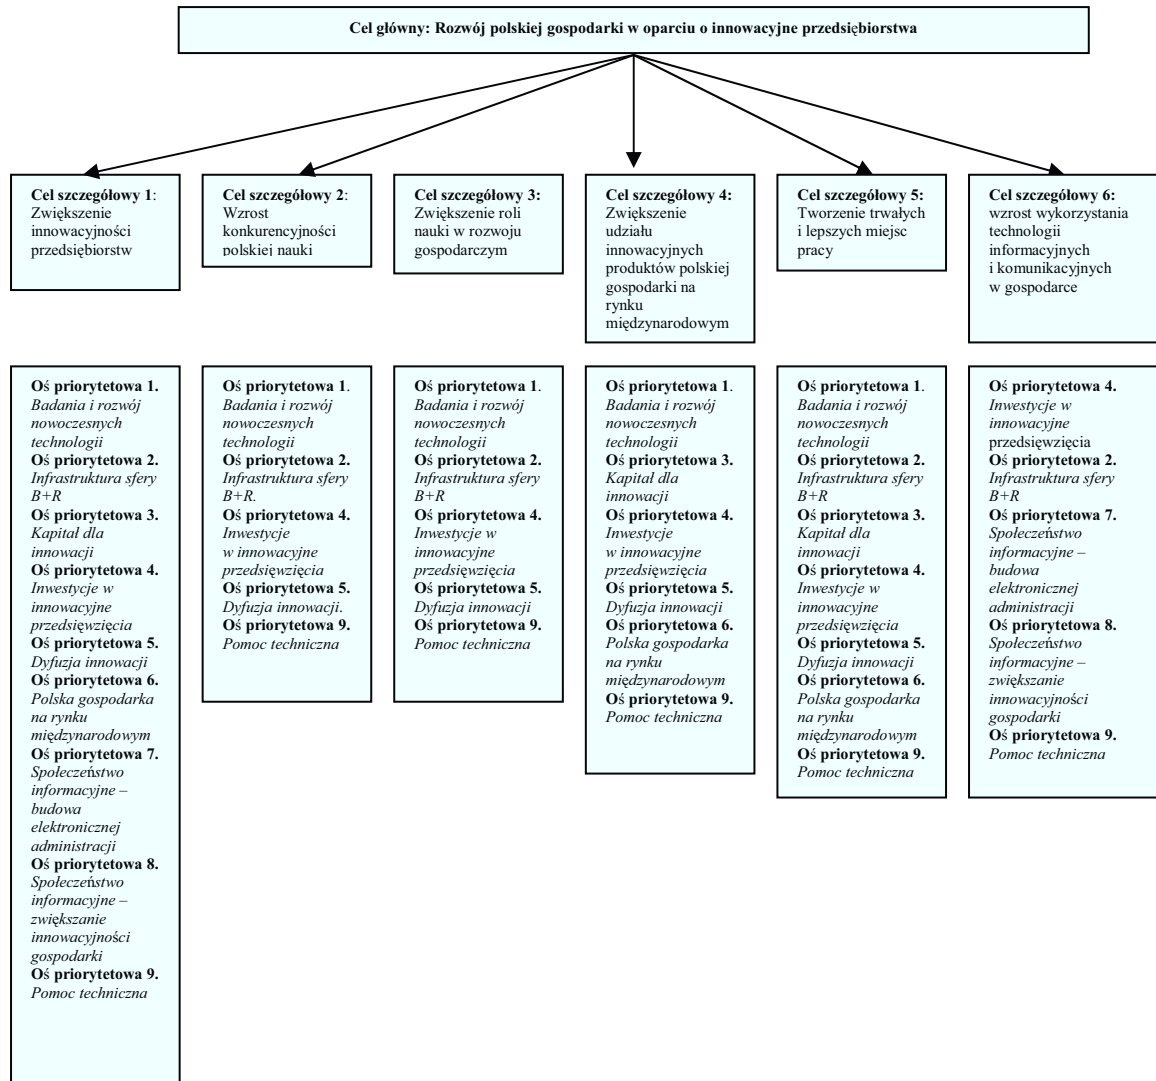 Cel główny: Rozwój polskiej gospodarki w oparciu o innowacyjne przedsiębiorstwa
Cel szczegółowy 1:
Zwiększenie
innowacyjności
przedsiębiorstw
Cel szczegółowy 2:
Wzrost
konkurencyjności
polskiej nauki
Cel szczegółowy 3:
Zwiększenie roli
nauki w rozwoju
gospodarczym
Cel szczegółowy 4:
Zwiększenie
udziału
innowacyjnych
produktów polskiej
gospodarki na
rynku
międzynarodowym
Cel szczegółowy 5:
Tworzenie trwałych
i lepszych miejsc
pracy
Cel szczegółowy 6:
wzrost wykorzystania
technologii
informacyjnych
i komunikacyjnych
w gospodarce
Oś priorytetowa 1.
Badania i rozwój
nowoczesnych
technologii
Oś priorytetowa 2.
Infrastruktura sfery
B+R
Oś priorytetowa 3.
Kapitał dla
innowacji
Oś priorytetowa 4.
Inwestycje w
innowacyjne
przedsięwzięcia
Oś priorytetowa 5.
Dyfuzja innowacji
Oś priorytetowa 6.
Polska gospodarka
na rynku
międzynarodowym
Oś priorytetowa 7.
Społeczeństwo
informacyjne –
budowa
elektronicznej
administracji
Oś priorytetowa 8.
Społeczeństwo
informacyjne –
zwiększanie
innowacyjności
gospodarki
Oś priorytetowa 9.
Pomoc techniczna
Oś priorytetowa 1.
Badania i rozwój
nowoczesnych
technologii
Oś priorytetowa 2.
Infrastruktura sfery
B+R.
Oś priorytetowa 4.
Inwestycje
w innowacyjne
przedsięwzięcia
Oś priorytetowa 5.
Dyfuzja innowacji.
Oś priorytetowa 9.
Pomoc techniczna
Oś priorytetowa 1.
Badania i rozwój
nowoczesnych
technologii
Oś priorytetowa 2.
Infrastruktura sfery
B+R
Oś priorytetowa 4.
Inwestycje w
innowacyjne
przedsięwzięcia
Oś priorytetowa 5.
Dyfuzja innowacji
Oś priorytetowa 9.
Pomoc techniczna
Oś priorytetowa 1.
Badania i rozwój
nowoczesnych
technologii
Oś priorytetowa 3.
Kapitał dla
innowacji
Oś priorytetowa 4.
Inwestycje
w innowacyjne
przedsięwzięcia
Oś priorytetowa 5.
Dyfuzja innowacji
Oś priorytetowa 6.
Polska gospodarka
na rynku
międzynarodowym
Oś priorytetowa 9.
Pomoc techniczna
Oś priorytetowa 1.
Badania i rozwój
nowoczesnych
technologii
Oś priorytetowa 2.
Infrastruktura sfery
B+R
Oś priorytetowa 3.
Kapitał dla
innowacji
Oś priorytetowa 4.
Inwestycje w
innowacyjne
przedsięwzięcia
Oś priorytetowa 5.
Dyfuzja innowacji
Oś priorytetowa 6.
Polska gospodarka
na rynku
międzynarodowym
Oś priorytetowa 9.
Pomoc techniczna
Oś priorytetowa 4.
Inwestycje w
innowacyjne
przedsięwzięcia
Oś priorytetowa 2.
Infrastruktura sfery
B+R
Oś priorytetowa 7.
Społeczeństwo
informacyjne –
budowa
elektronicznej
administracji
Oś priorytetowa 8.
Społeczeństwo
informacyjne –
zwiększanie
innowacyjności
gospodarki
Oś priorytetowa 9.
Pomoc techniczna